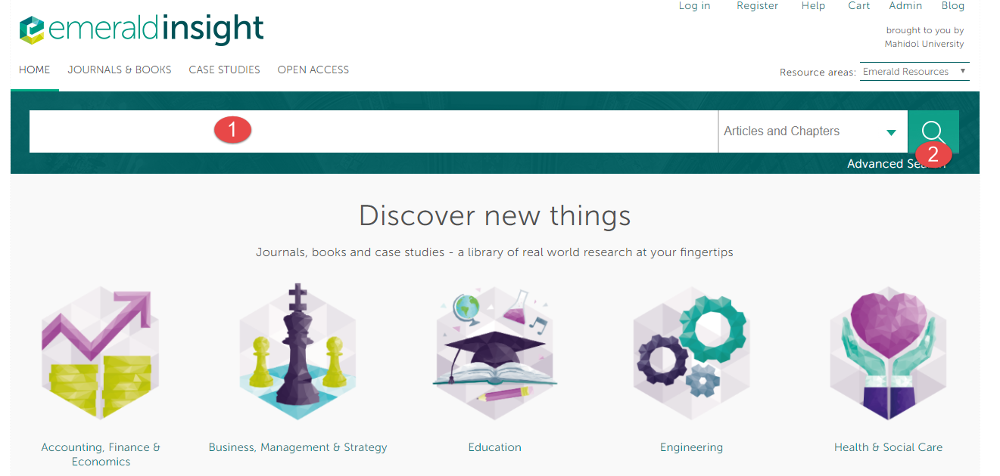 Log in Register Help Cart Admin Blog
emeraldinsight
brought to you by
Mahidol University
HOME JOURNALS & BOOKS CASE STUDIES OPEN ACCESS
Resource areas: Emerald Resources
1
Articles and Chapters
2
Advanced
Discover new things
Journals, books and case studies - a library of real world research at your fingertips
Accounting, Finance &
Economics
Business, Management & Strategy
Education
Engineering
Health & Social Care